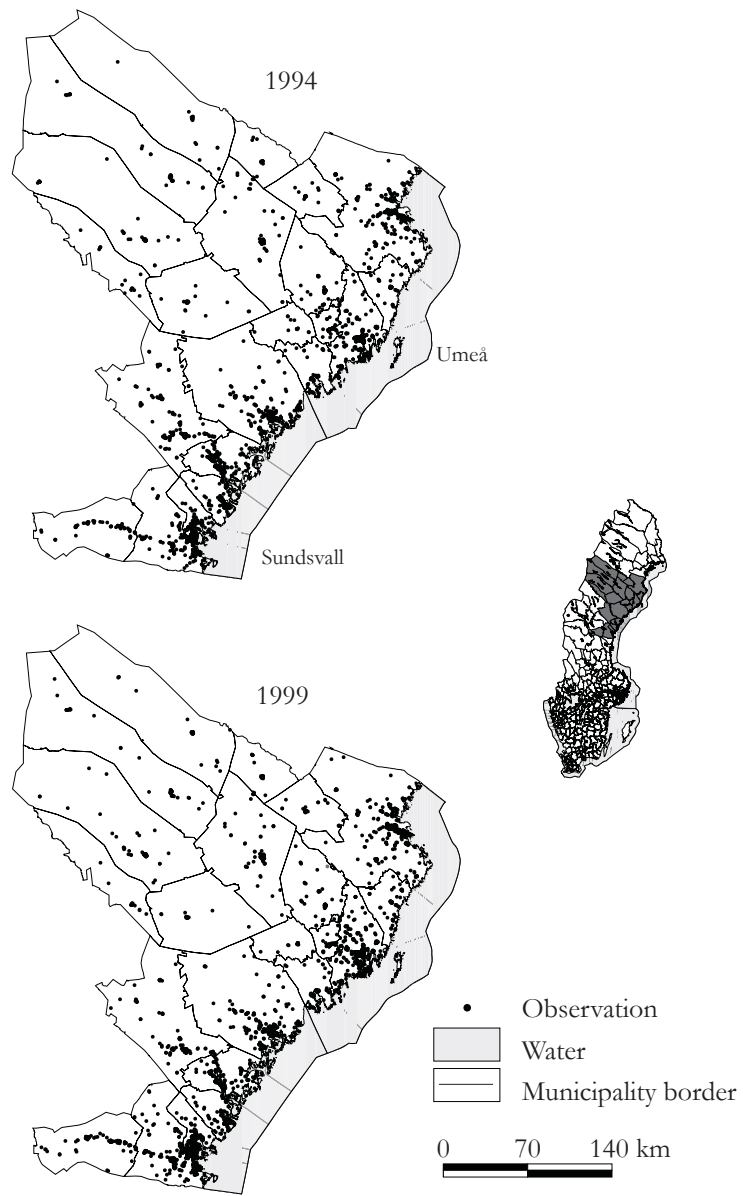 1994
Umeå
Sundsvall
1999
Observation
Water
Municipality border
0 70 140 km